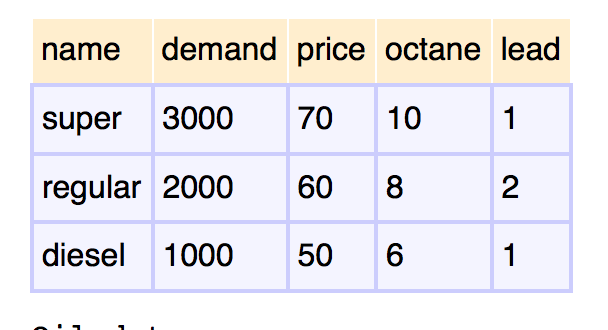 name demand price octane lead
super 3000 70 10 1
regular 2000 60 8 2
diesel 1000 50 6 1